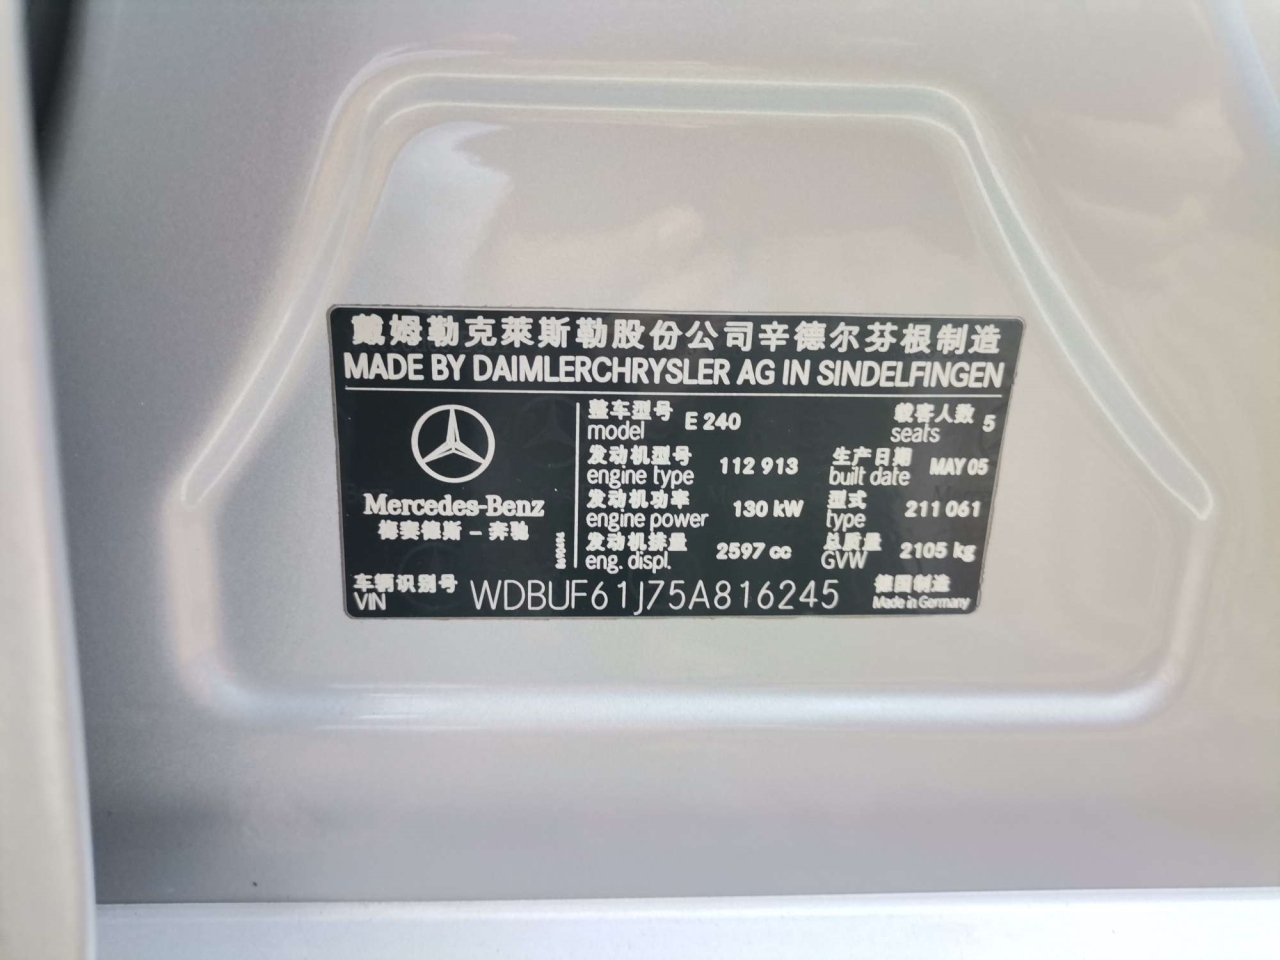 戴姆勒克萊斯勒股份公司辛德尔芬根制造
MADE BY DAIMLERCHRYSLER AG IN SINDELFINGEN
Mercedes-Benz
梅赛德斯 - 奔驰
整车型号
model E 240
载客人数
seats 5
发动机型号
engine type 112 913
生产日期
built date MAY 05
发动机功率
engine power 130 kW
型式
type 211 061
发动机排量
eng. displ. 2597 cc
总质量
GVW 2105 kg
车辆识别号
VIN WDBUF61J75A816245
德国制造
Made in Germany